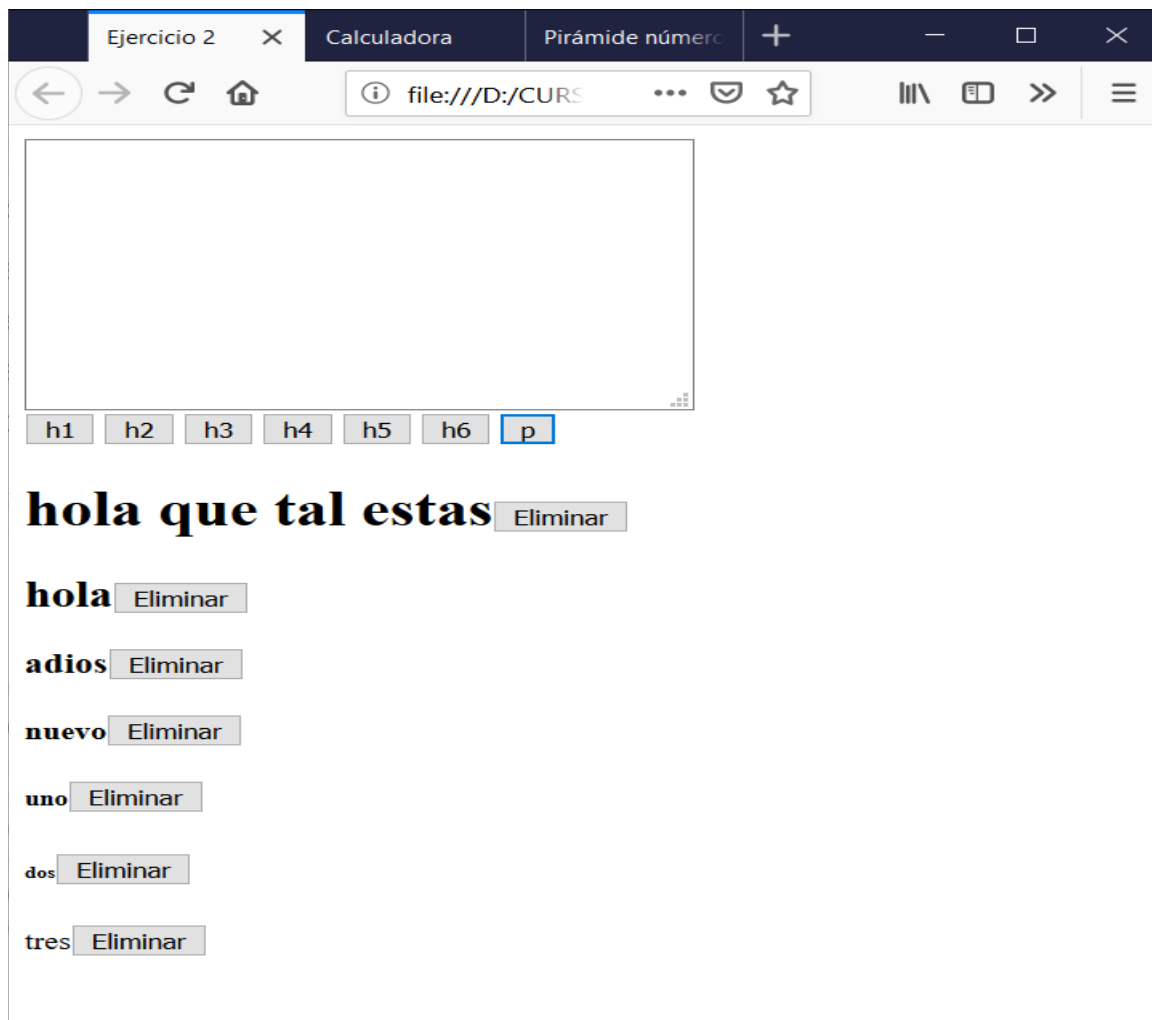 Ejercicio 2 Calculadora Pirámide número
file:///D:/CURS
h1 h2 h3 h4 h5 h6 p
hola que tal estas Eliminar
hola Eliminar
adios Eliminar
nuevo Eliminar
uno Eliminar
dos Eliminar
tres Eliminar